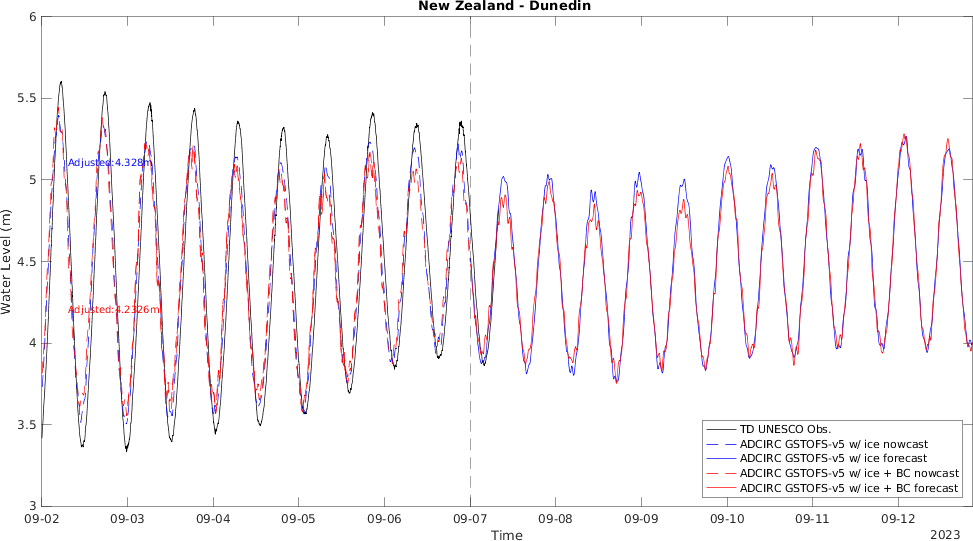 New Zealand - Dunedin
Water Level (m)
6
5.5
5
4.5
4
3.5
3
Adjusted:4.328m
Adjusted:4.2326m
TD UNESCO Obs.
ADCIRC GSTOFS-v5 w/ ice nowcast
ADCIRC GSTOFS-v5 w/ ice forecast
ADCIRC GSTOFS-v5 w/ ice + BC nowcast
ADCIRC GSTOFS-v5 w/ ice + BC forecast
09-02 09-03 09-04 09-05 09-06 09-07 09-08 09-09 09-10 09-11 09-12
Time
2023